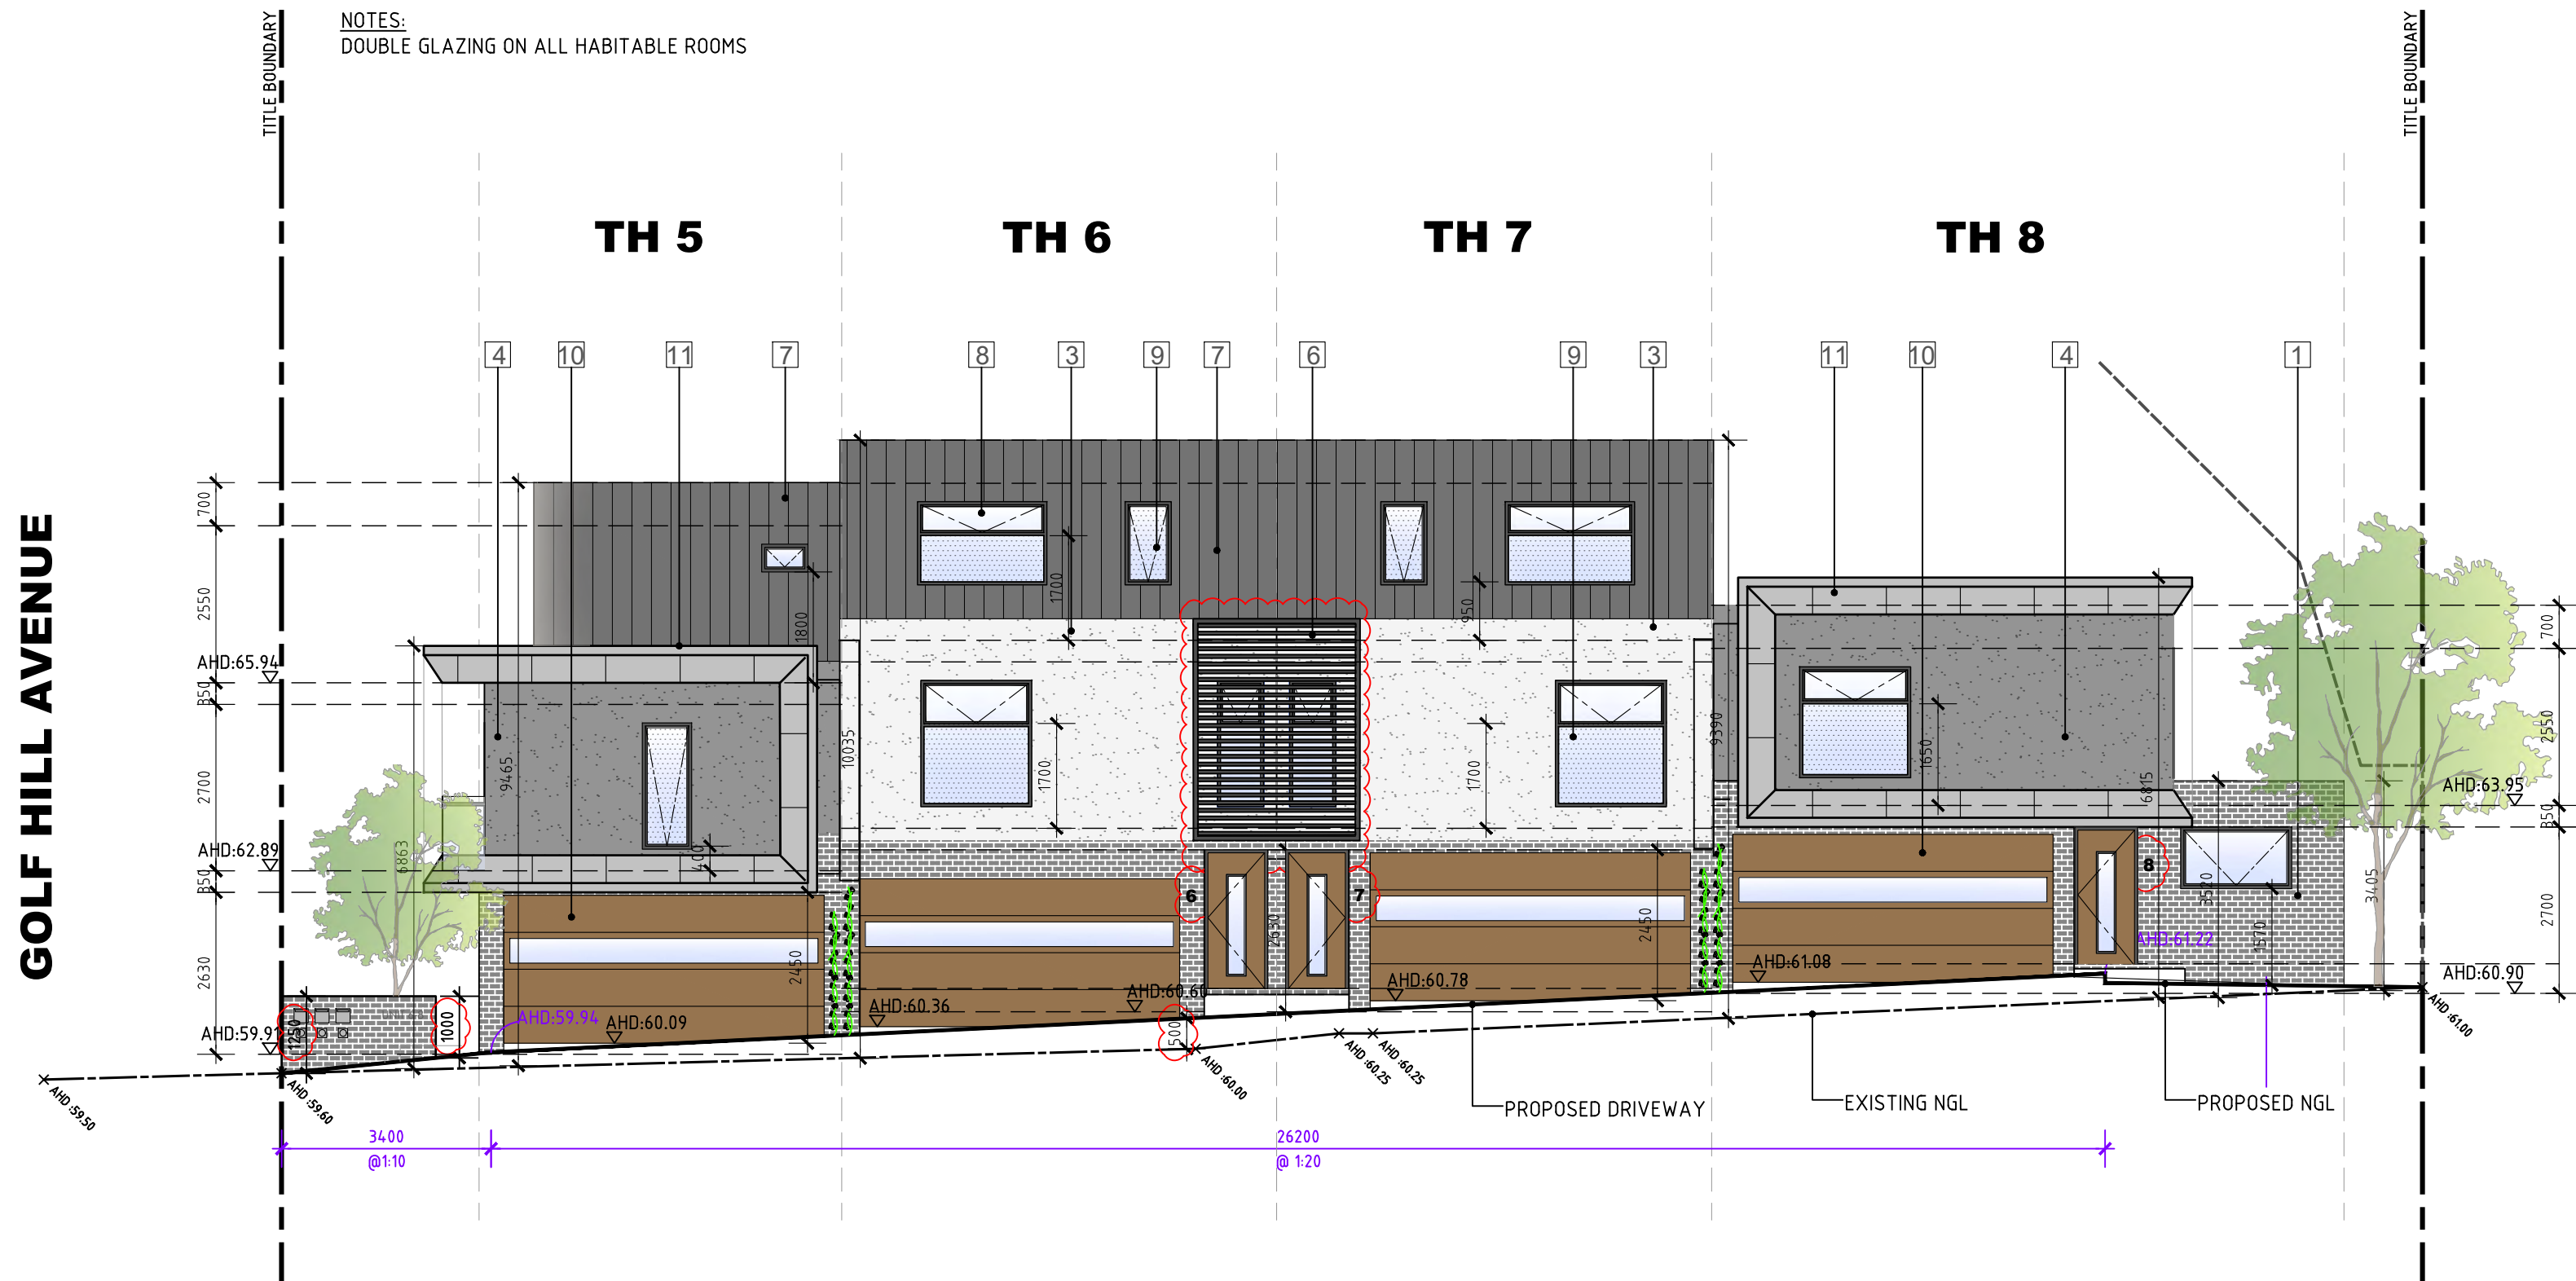 NOTES:
DOUBLE GLAZING ON ALL HABITABLE ROOMS
TITLE BOUNDARY
TITLE BOUNDARY
GOLF HILL AVENUE
TH 5
TH 6
TH 7
TH 8
4
10
11
7
8
3
9
7
6
9
3
11
10
4
1
700
2550
AHD:65.94
350
2700
AHD:62.89
350
2630
AHD:59.91
1250
1000
6863
9465
1800
400
2450
10035
1700
1700
950
1700
9390
1650
6815
3520
1570
3405
700
2550
AHD:63.95
350
2700
AHD:60.90
6
7
8
2630
2450
500
AHD:59.94
AHD:60.09
AHD:60.36
AHD:60.60
AHD:60.78
AHD:61.08
AHD:61.22
AHD :59.50
AHD :59.60
AHD :60.00
AHD :60.25
AHD :60.25
AHD :61.00
PROPOSED DRIVEWAY
EXISTING NGL
PROPOSED NGL
3400
@1:10
26200
@ 1:20